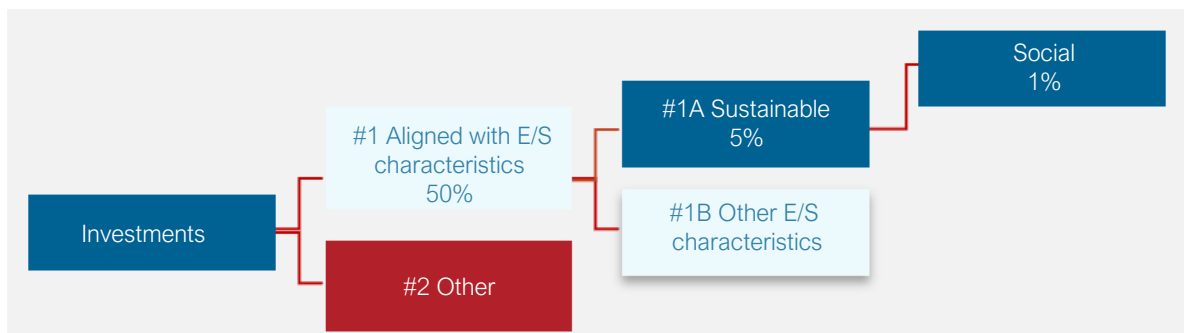 Investments
#1 Aligned with E/S
characteristics
50%
#2 Other
#1A Sustainable
5%
#1B Other E/S
characteristics
Social
1%